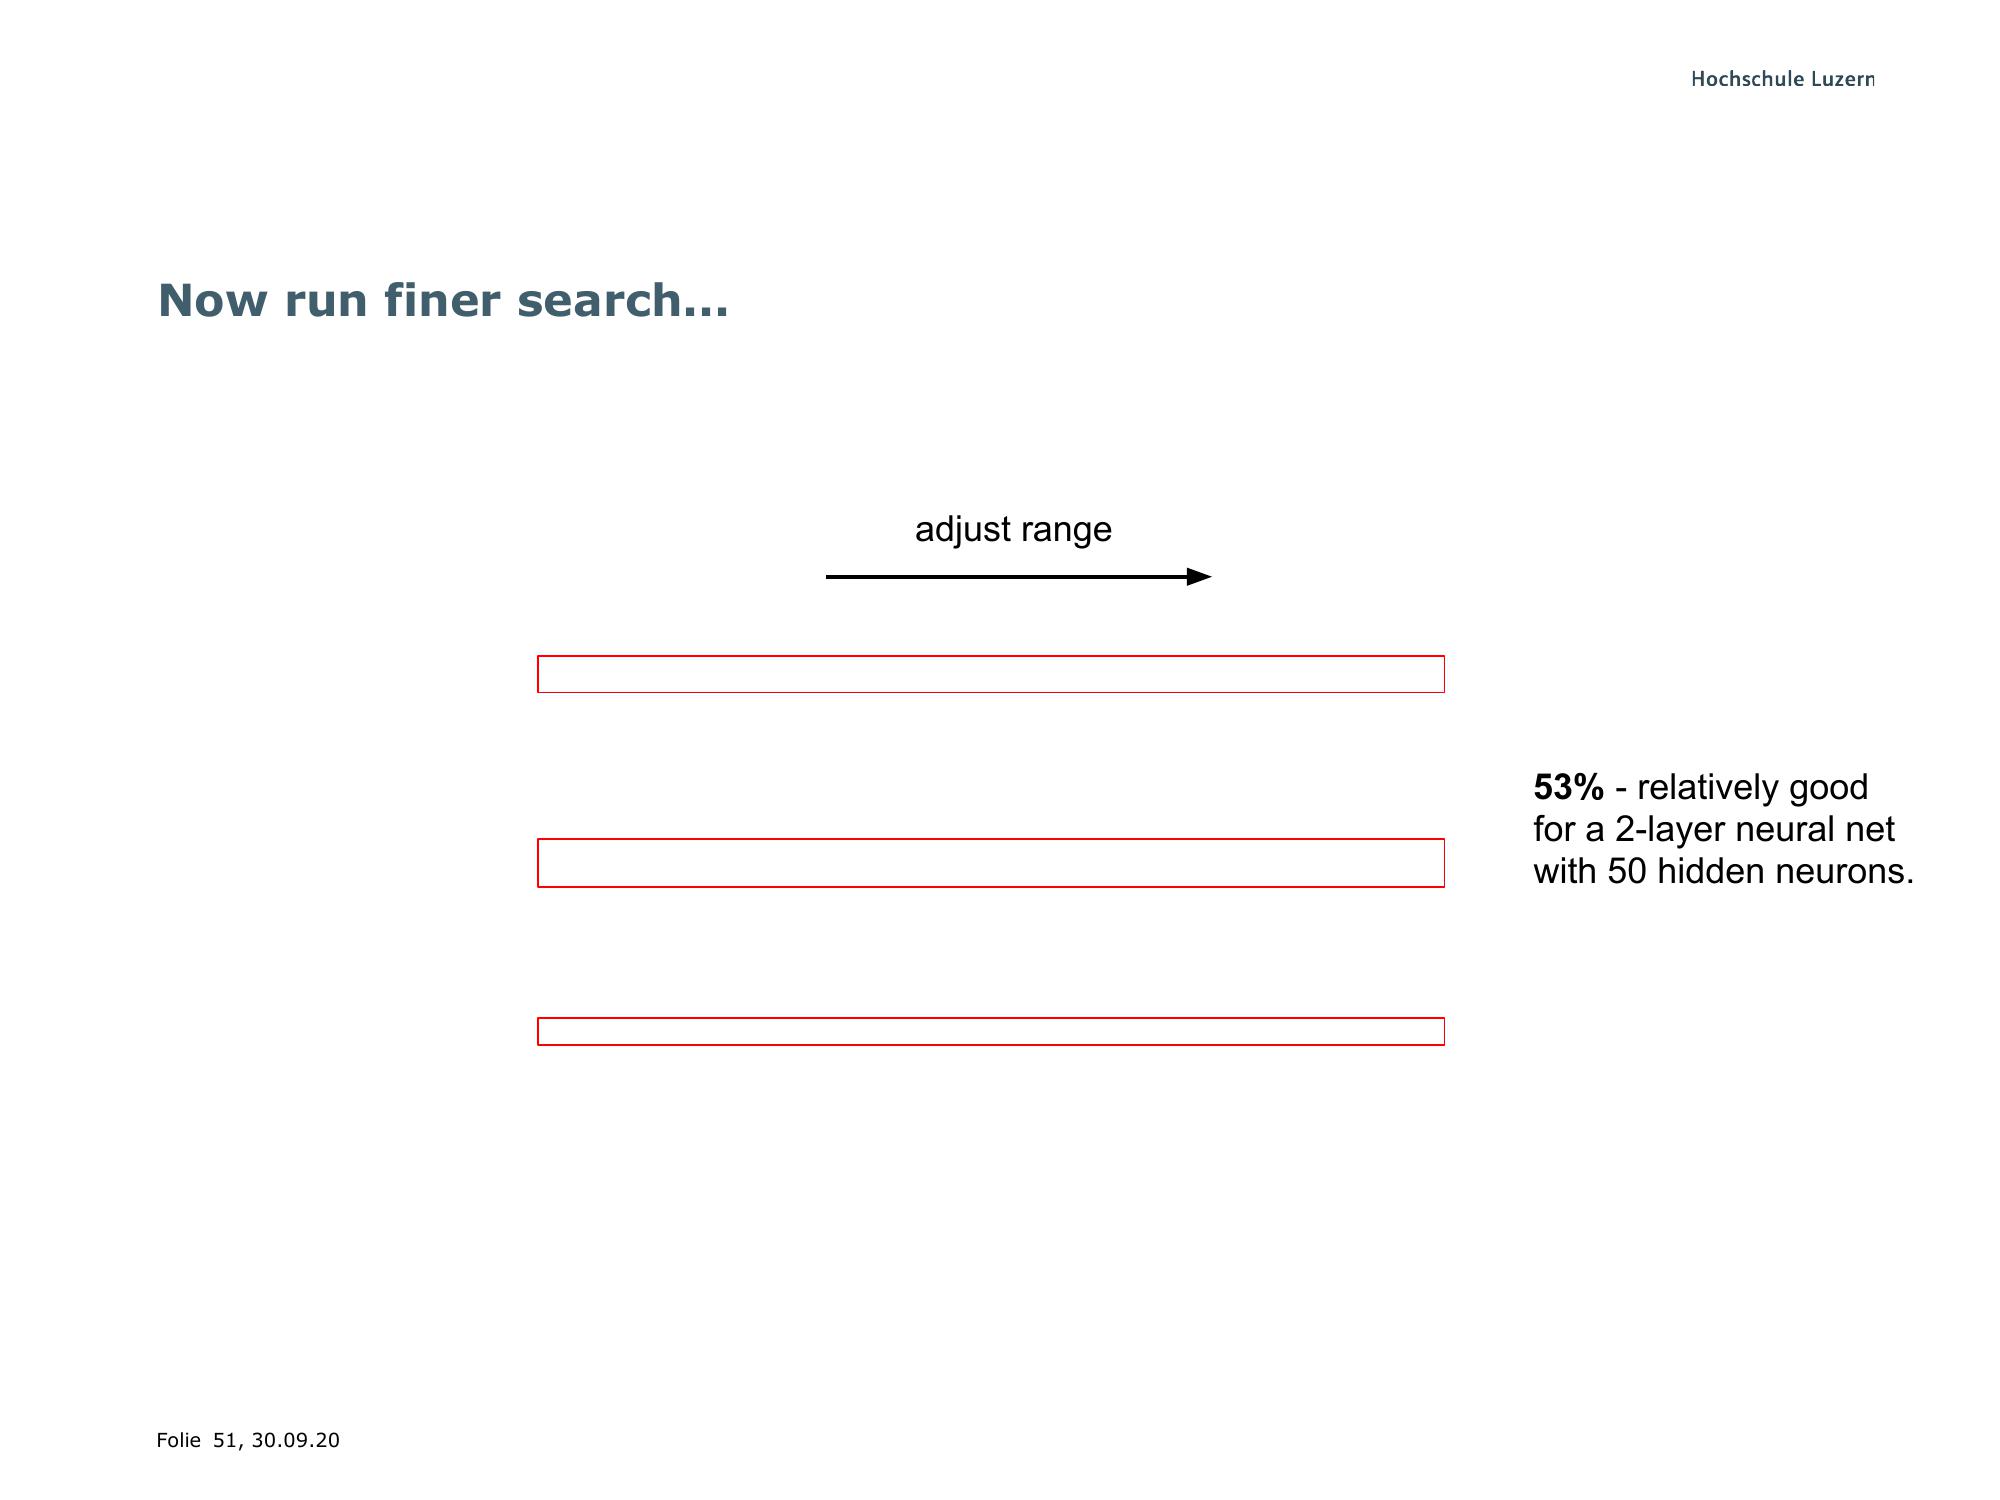 Hochschule Luzern
Now run finer search...
adjust range
53% - relatively good
for a 2-layer neural net
with 50 hidden neurons.
Folie 51, 30.09.20